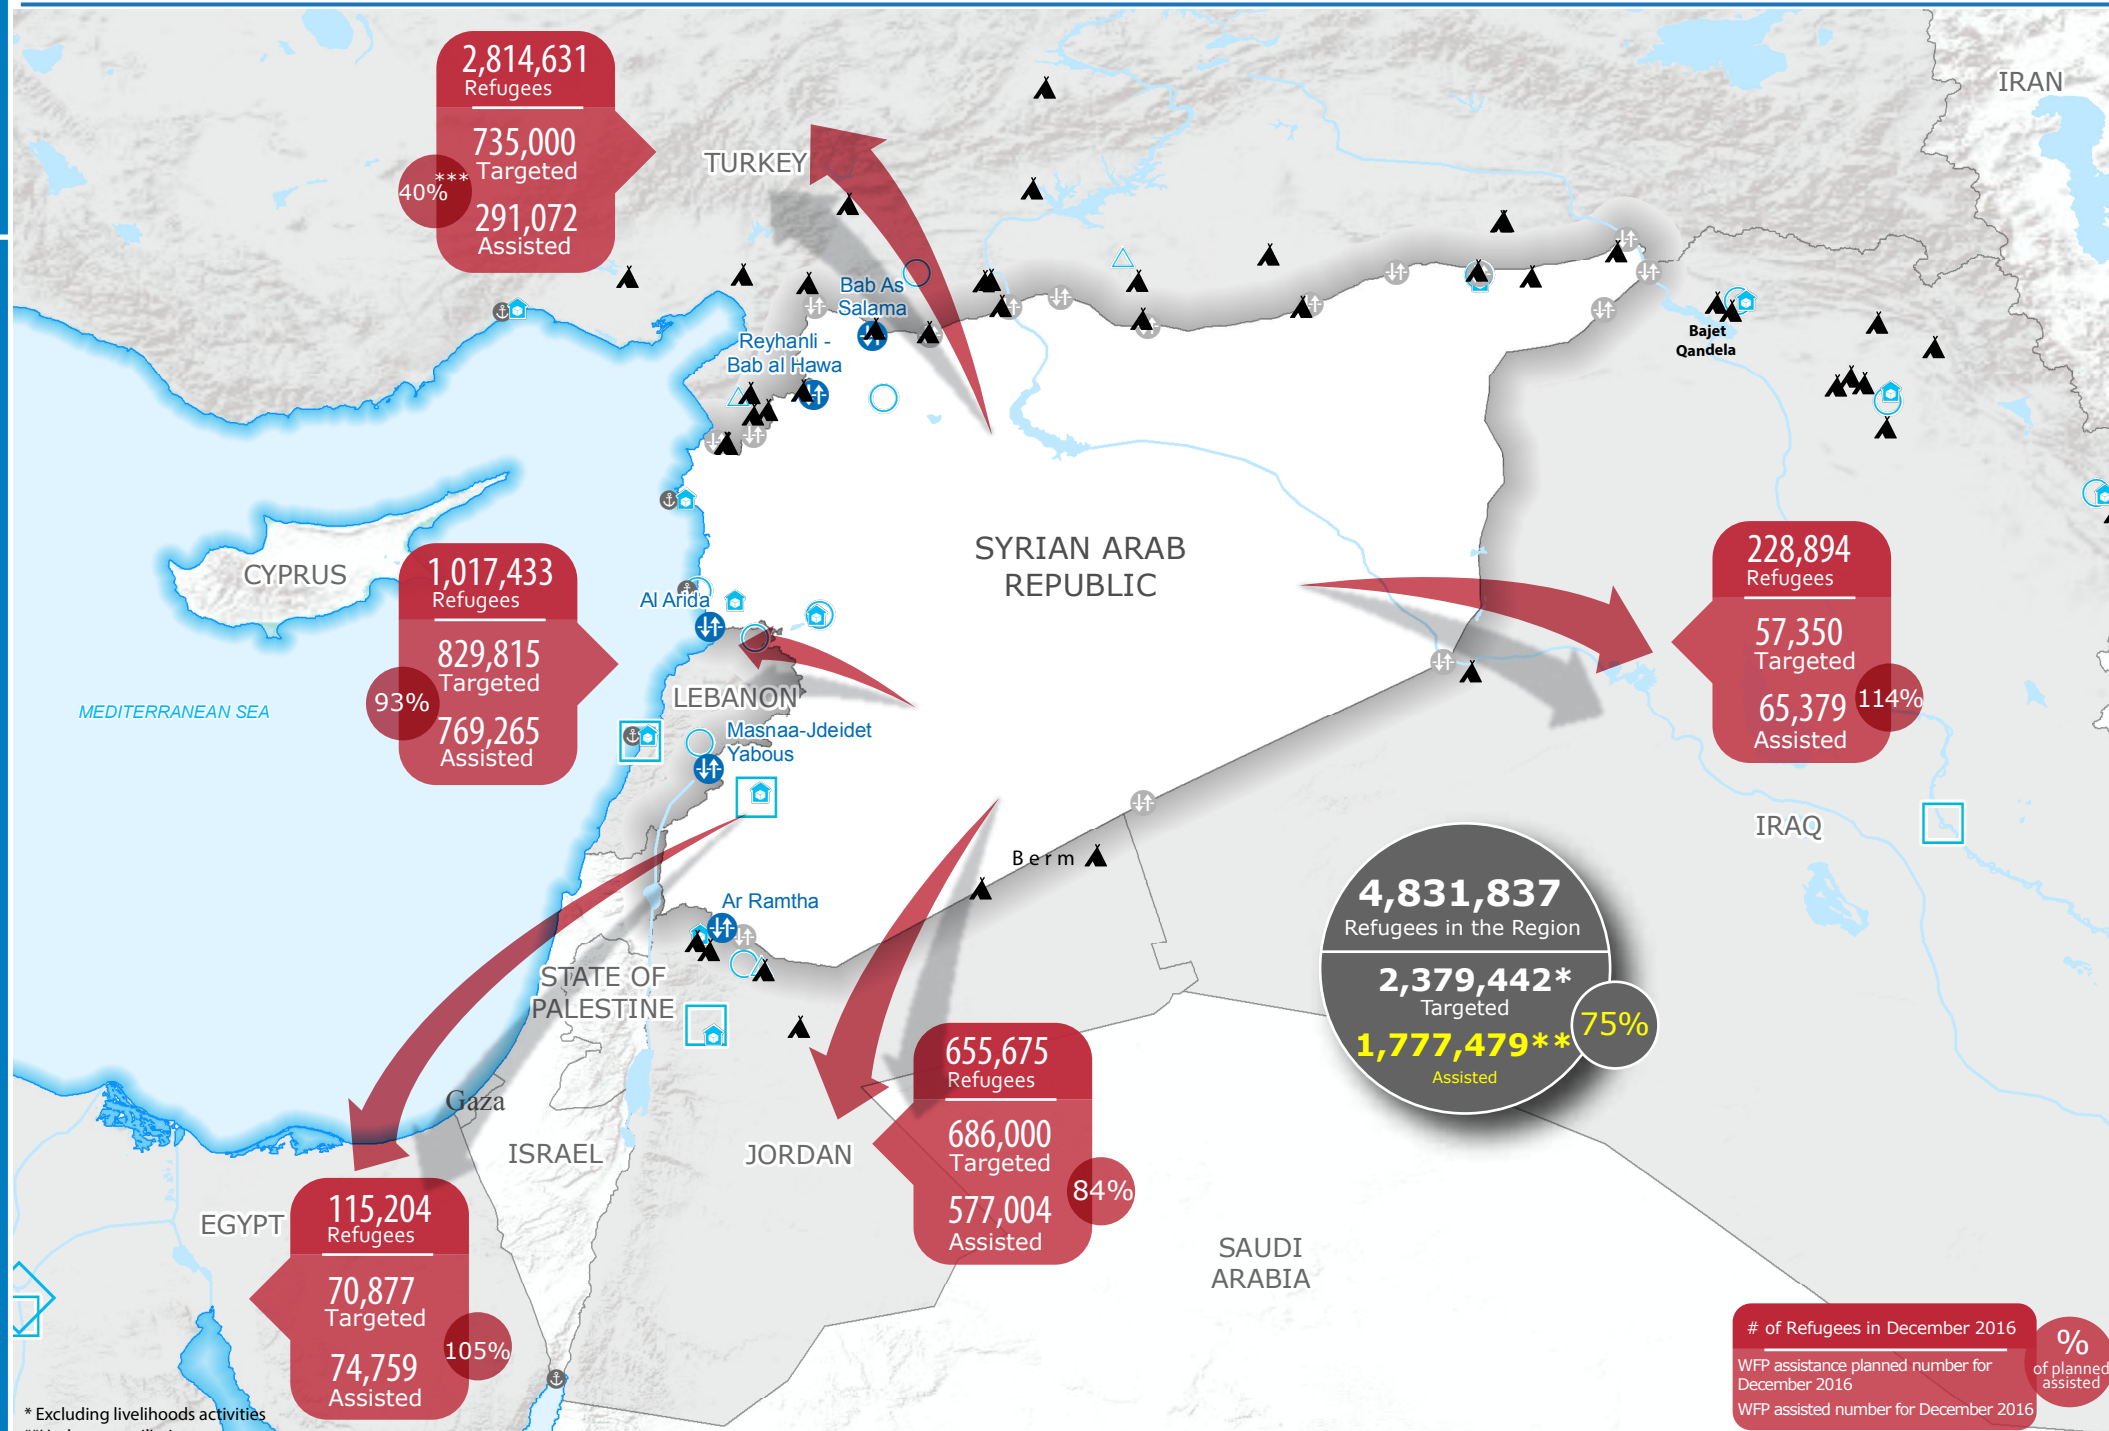 2,814,631
Refugees
735,000
Targeted
40%
***
291,072
Assisted
TURKEY
IRAN
Bab As
Salama
Reyhanli -
Bab al Hawa
Bajet
Qandela
SYRIAN ARAB
REPUBLIC
CYPRUS
1,017,433
Refugees
829,815
Targeted
93%
769,265
Assisted
Al Arida
LEBANON
Masnaa-Jdeidet
Yabous
MEDITERRANEAN SEA
228,894
Refugees
57,350
Targeted
65,379
Assisted
114%
IRAQ
Berm
Ar Ramtha
4,831,837
Refugees in the Region
2,379,442*
Targeted
1,777,479**
Assisted
75%
STATE OF
PALESTINE
Gaza
ISRAEL
JORDAN
655,675
Refugees
686,000
Targeted
577,004
Assisted
84%
EGYPT
115,204
Refugees
70,877
Targeted
74,759
Assisted
105%
SAUDI
ARABIA
# of Refugees in December 2016
WFP assistance planned number for
December 2016
WFP assisted number for December 2016
%
of planned
assisted
* Excluding livelihoods activities